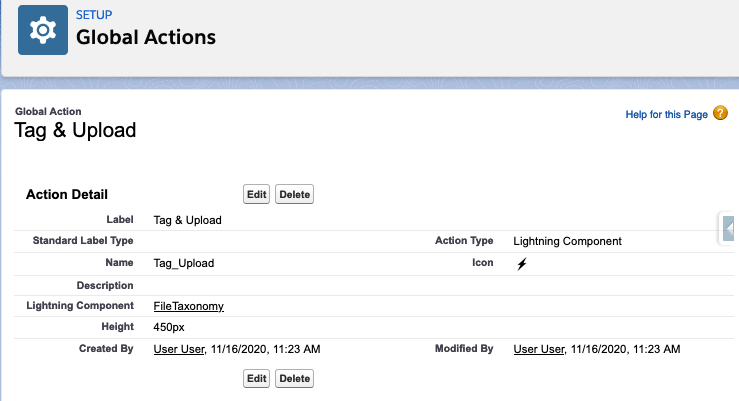 SETUP
Global Actions
Global Action
Tag & Upload
Help for this Page ?
Action Detail
Edit Delete
Label Tag & Upload
Standard Label Type Action Type Lightning Component
Name Tag_Upload Icon
Description
Lightning Component FileTaxonomy
Height 450px
Created By User User, 11/16/2020, 11:23 AM Modified By User User, 11/16/2020, 11:23 AM
Edit Delete